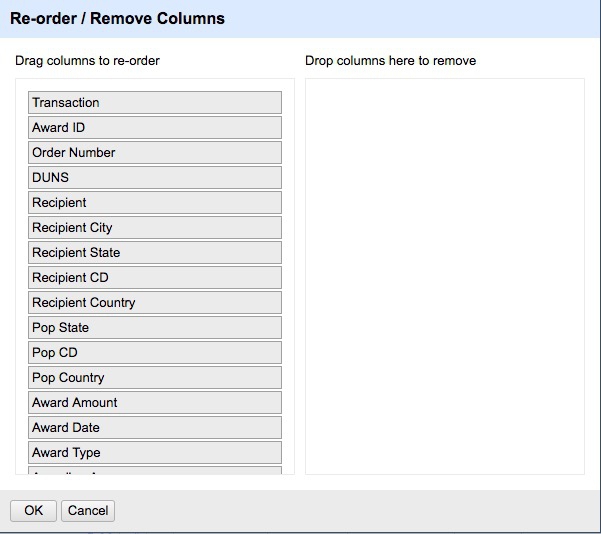 Re-order / Remove Columns
Drag columns to re-order
Drop columns here to remove
Transaction
Award ID
Order Number
DUNS
Recipient
Recipient City
Recipient State
Recipient CD
Recipient Country
Pop State
Pop CD
Pop Country
Award Amount
Award Date
Award Type
OK
Cancel